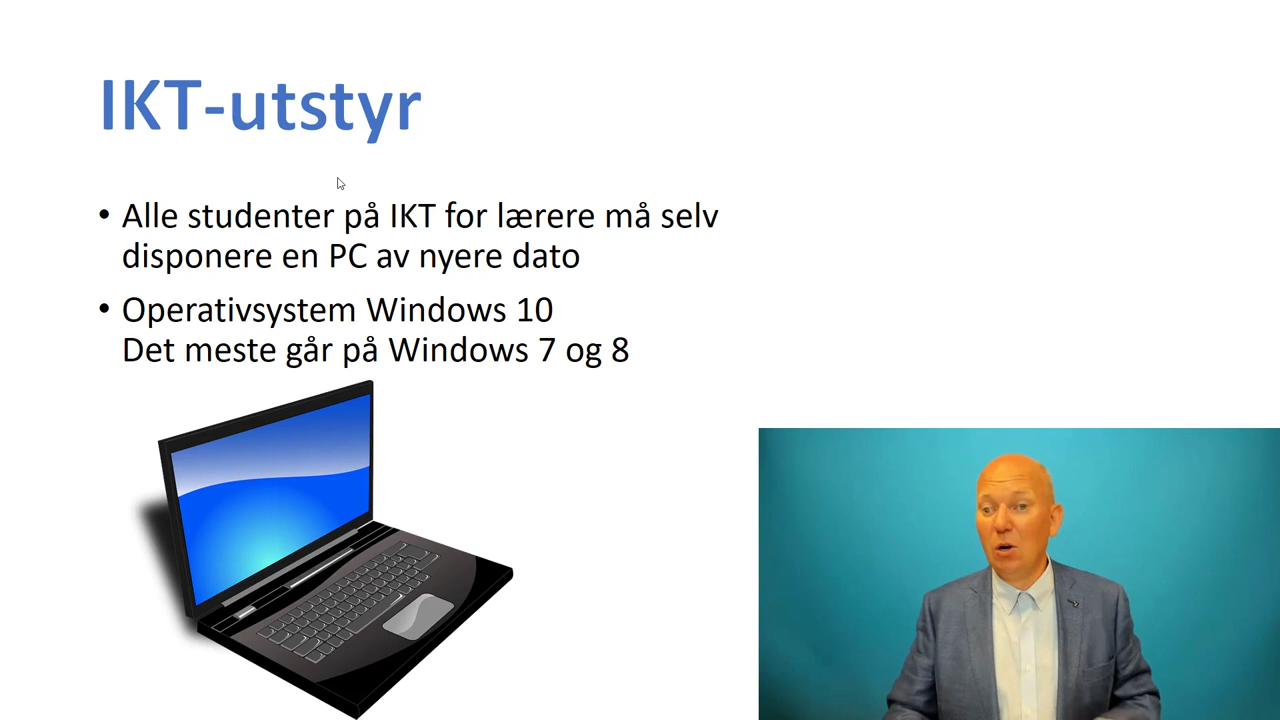 IKT-utstyr
• Alle studenter på IKT for lærere må selv
disponere en PC av nyere dato
• Operativsystem Windows 10
Det meste går på Windows 7 og 8